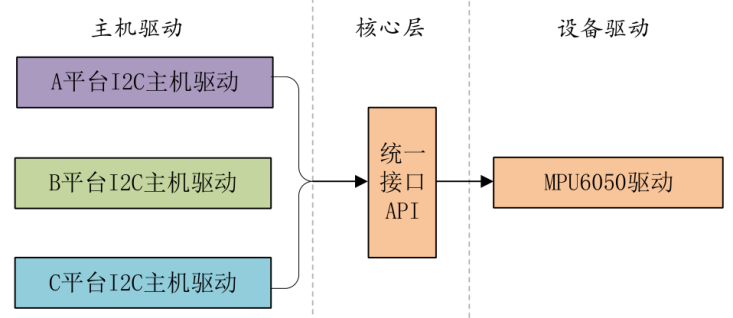 主机驱动
核心层
设备驱动
A平台I2C主机驱动
B平台I2C主机驱动
C平台I2C主机驱动
统一
接口
API
MPU6050驱动